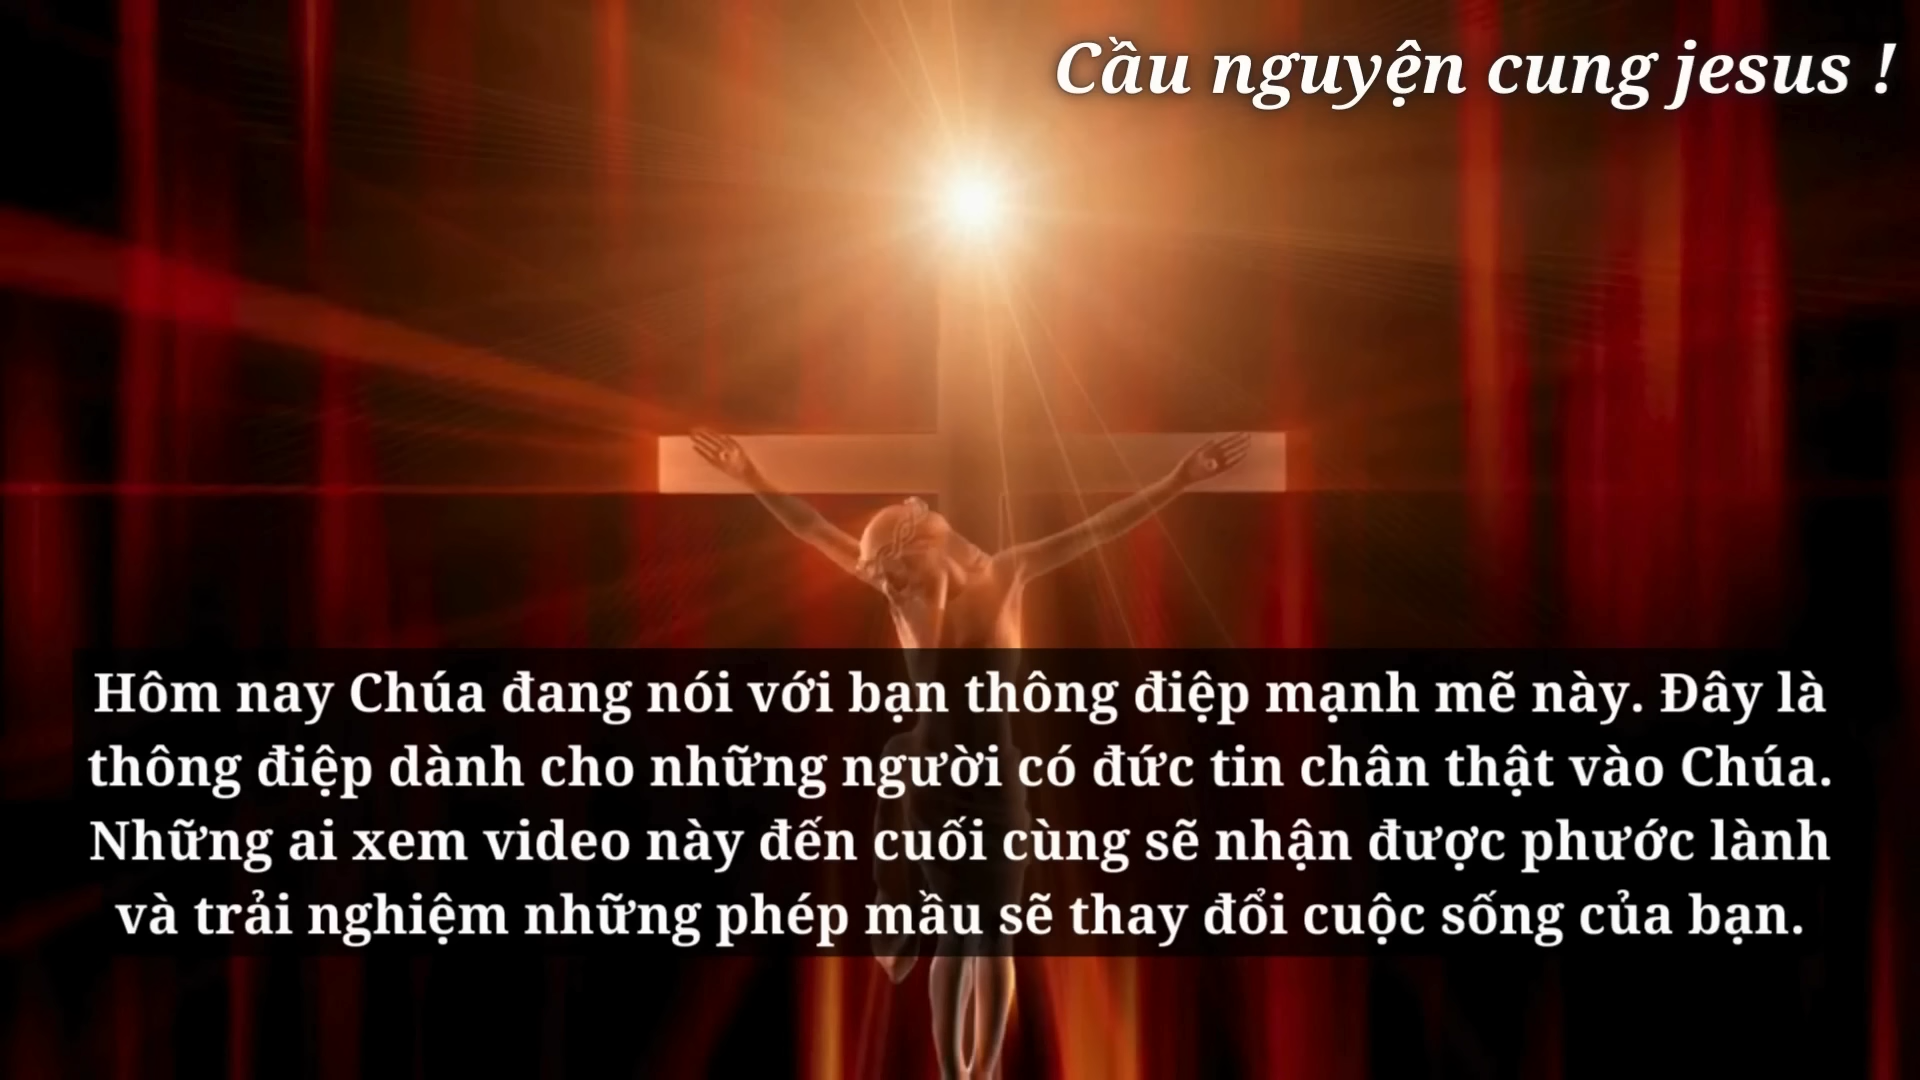 Cầu nguyện cung jesus !
Hôm nay Chúa đang nói với bạn thông điệp mạnh mẽ này. Đây là
thông điệp dành cho những người có đức tin chân thật vào Chúa.
Những ai xem video này đến cuối cùng sẽ nhận được phước lành
và trải nghiệm những phép mầu sẽ thay đổi cuộc sống của bạn.